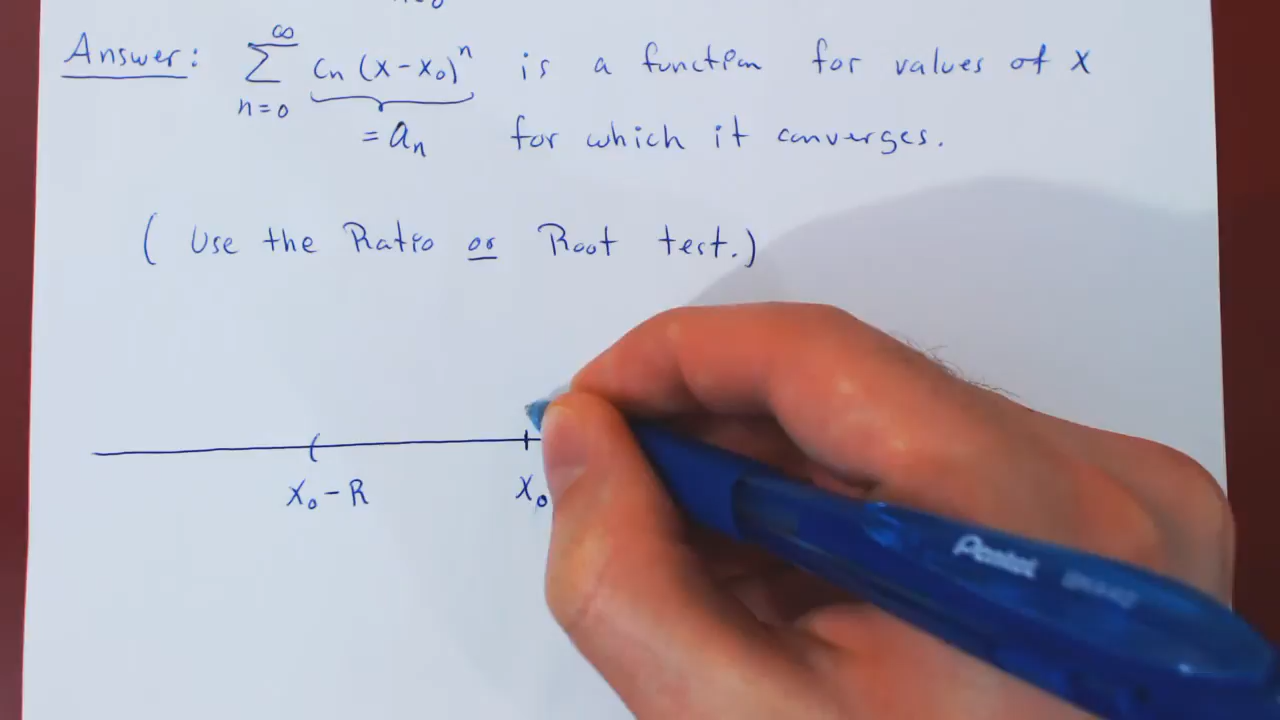 Answer: ∞ ∑ n=0 cn (x-x₀)ⁿ is a function for values of x
= aₙ for which it converges.
( Use the Ratio or Root test.)
x₀-R x₀
Pentel